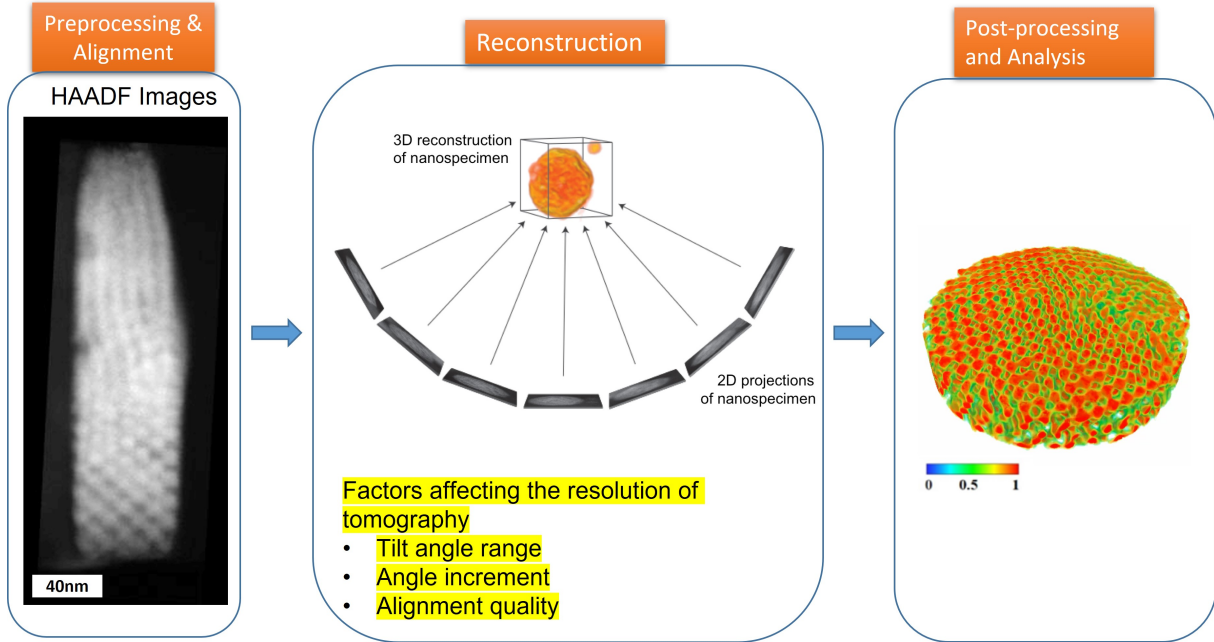 Preprocessing &
Alignment
HAADF Images
40nm
Reconstruction
3D reconstruction
of nanospecimen
2D projections
of nanospecimen
Factors affecting the resolution of
tomography
• Tilt angle range
• Angle increment
• Alignment quality
Post-processing
and Analysis
0 0.5 1